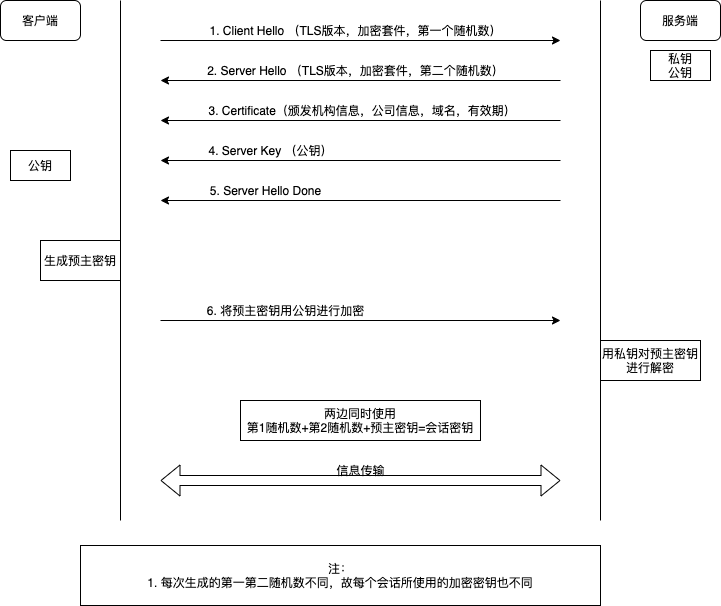 客户端
服务端
1. Client Hello （TLS版本，加密套件，第一个随机数）
私钥
公钥
2. Server Hello （TLS版本，加密套件，第二个随机数）
3. Certificate（颁发机构信息，公司信息，域名，有效期）
4. Server Key （公钥）
公钥
5. Server Hello Done
生成预主密钥
6. 将预主密钥用公钥进行加密
用私钥对预主密钥
进行解密
两边同时使用
第1随机数+第2随机数+预主密钥=会话密钥
信息传输
注：
1. 每次生成的第一第二随机数不同，故每个会话所使用的加密密钥也不同